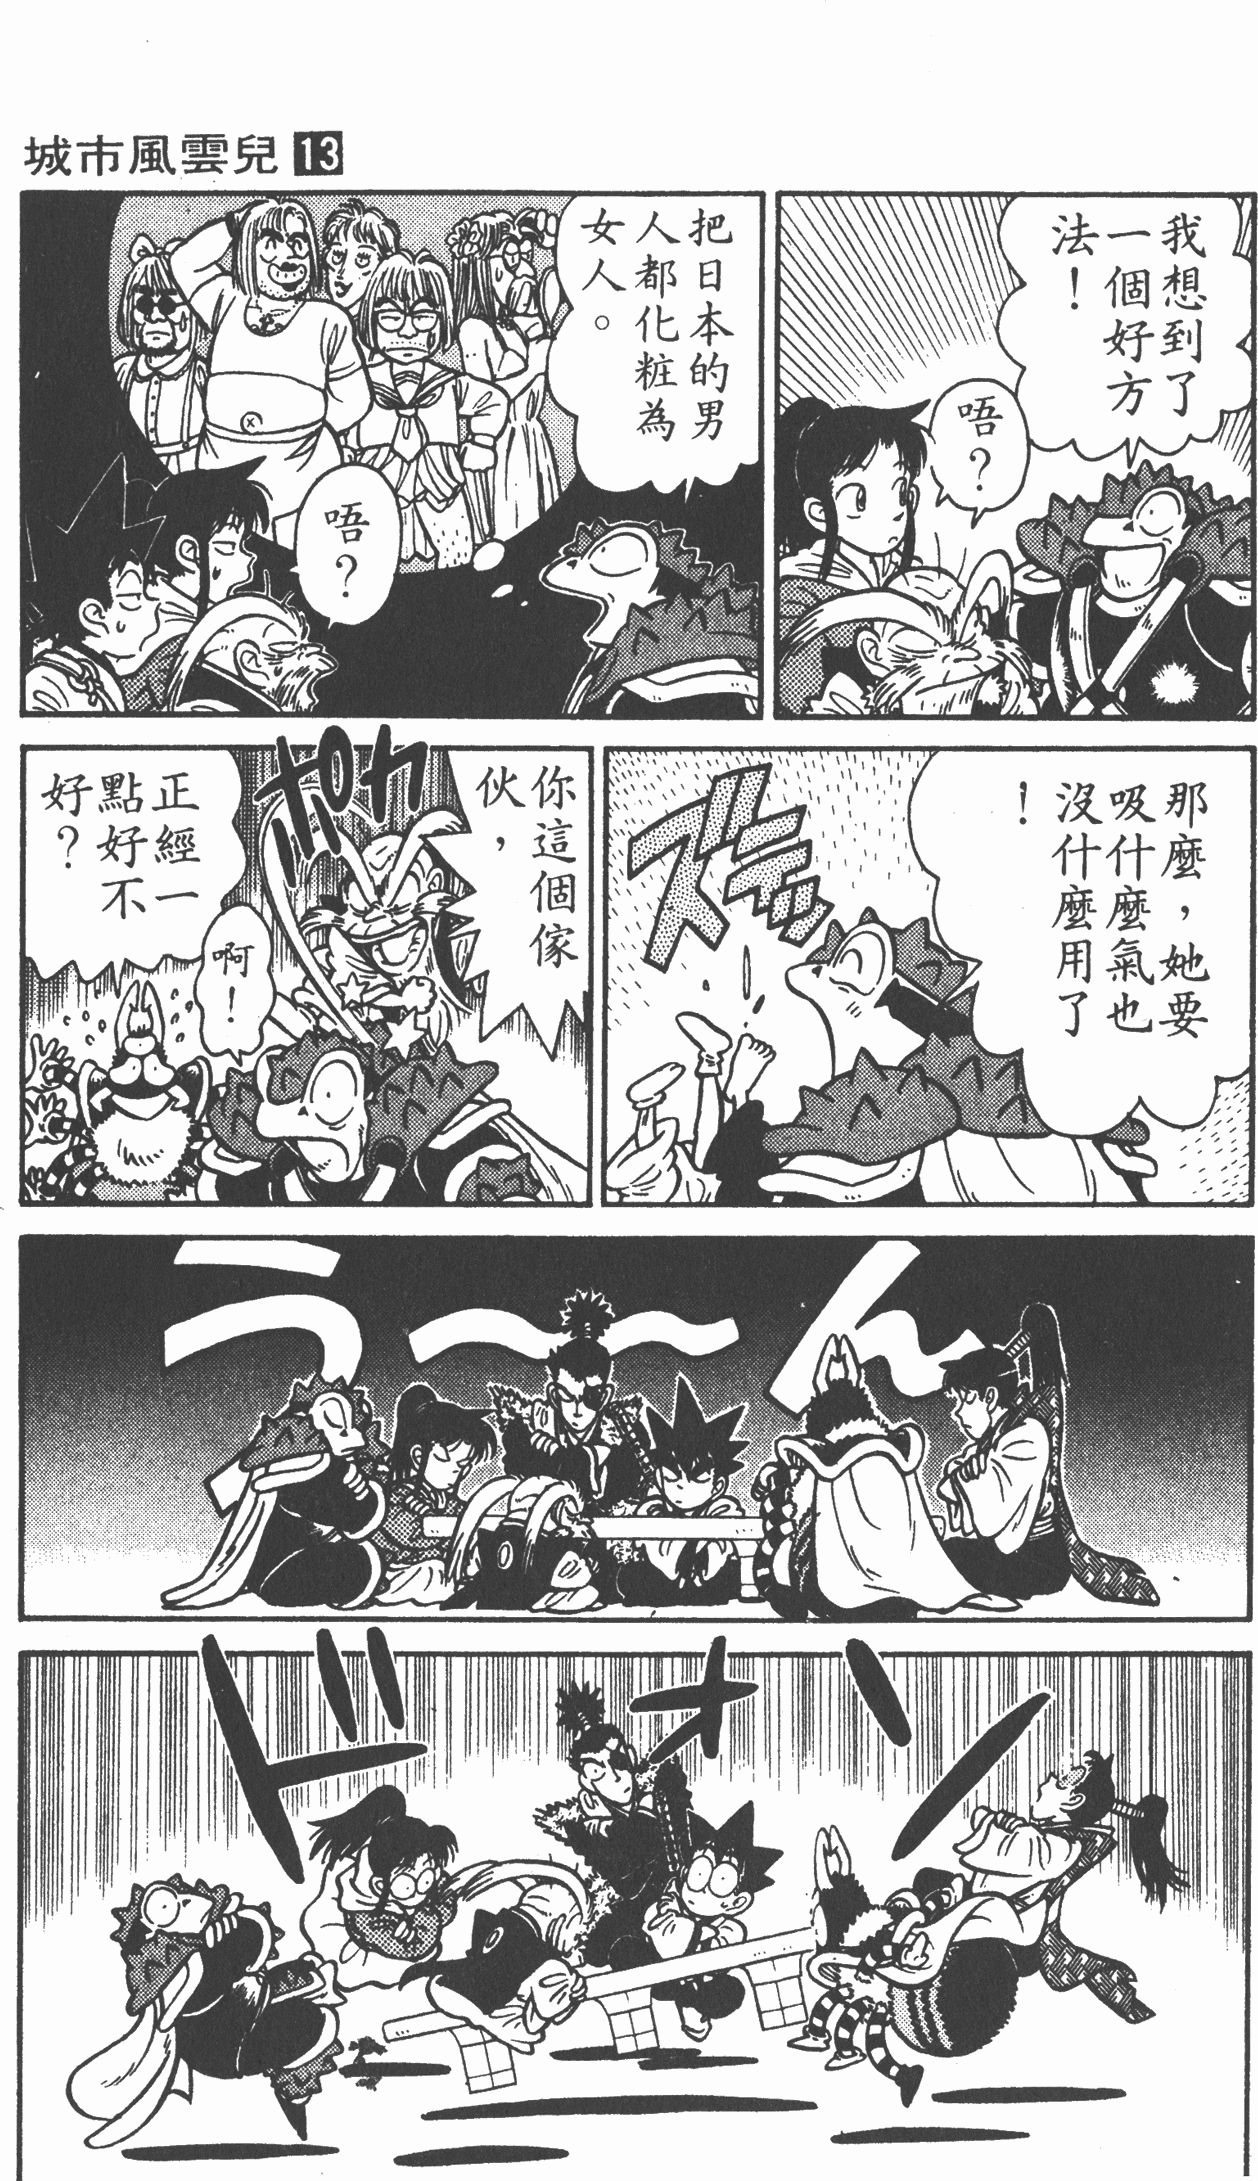 城市風雲兒 13
我想到了
一個好方
法！
唔？
把日本的男
人都化粧為
女人。
唔？
那麼，她要
吸什麼氣也
沒什麼用了
！
ズデデッ
你這個傢
伙，
ポカ
正經一
點好不
好？
啊！
う～ん
ドオン